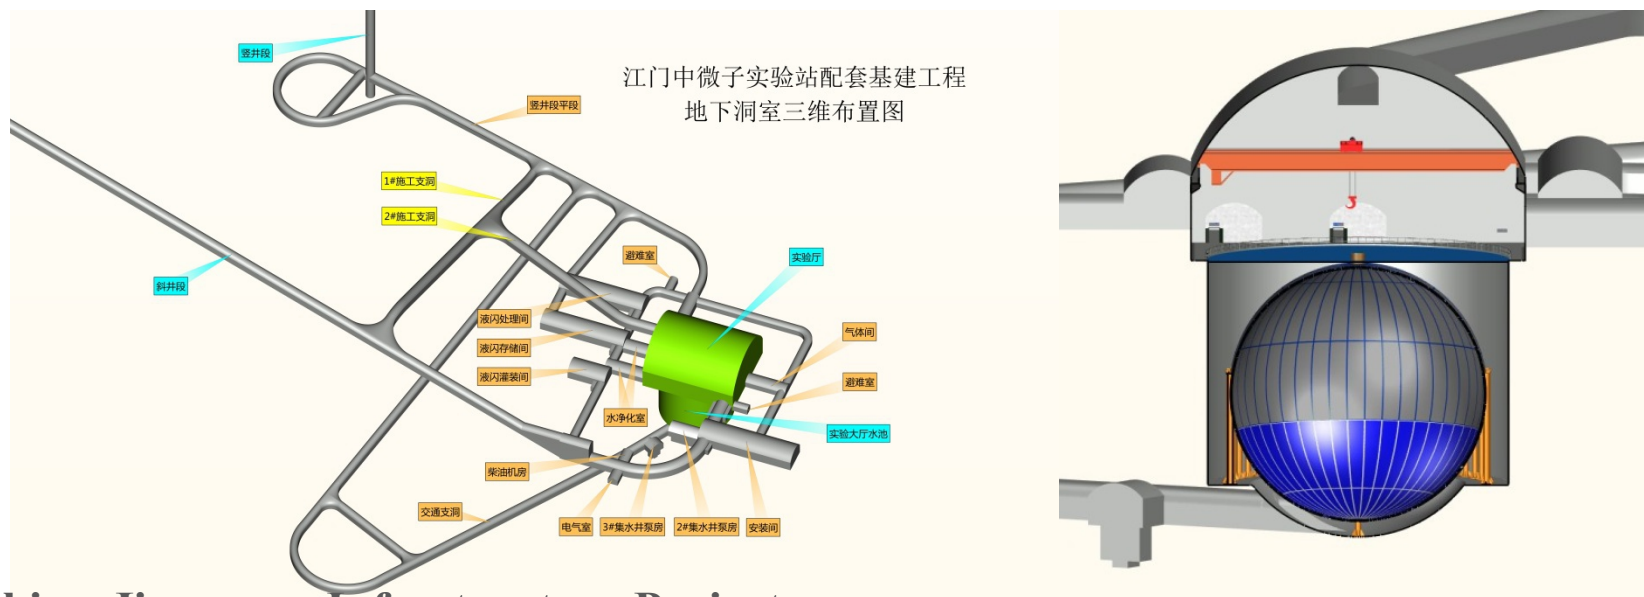 江门中微子实验站配套基建工程
地下洞室三维布置图
竖井段
竖井段平段
1#施工支洞
2#施工支洞
避难室
实验厅
斜井段
液闪处理间
气体间
液闪存储间
液闪灌装间
避难室
水净化室
实验大厅水池
柴油机房
交通支洞
电气室
3#集水井泵房
2#集水井泵房
安装间